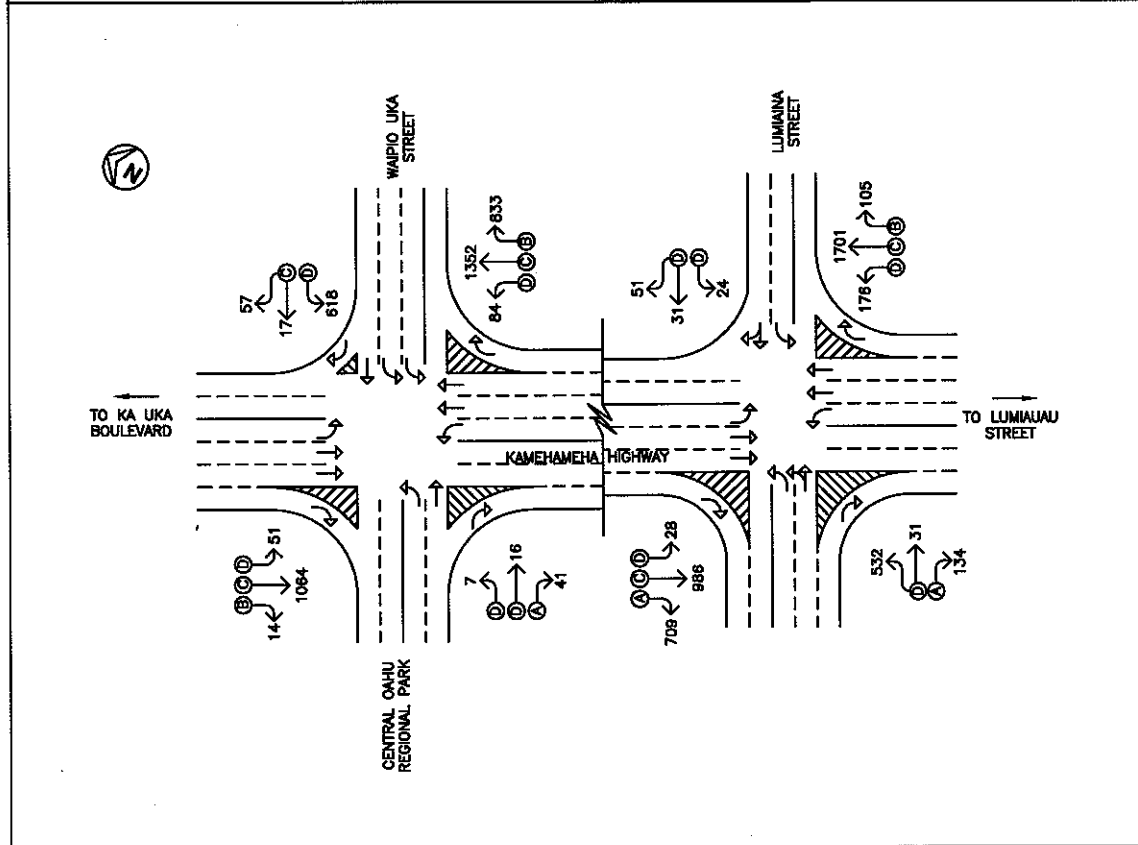 N
WAIPIO UKA
STREET
LUMIAINA
STREET
57
17
618
C
D
84
1352
833
D
C
B
51
31
24
D
D
176
1701
105
D
C
B
TO KA UKA
BOULEVARD
TO LUMIAUAU
STREET
KAMEHAMEHA HIGHWAY
B
C
D
14
1064
51
7
16
41
D
D
A
A
C
D
709
986
28
532
31
134
D
A
CENTRAL OAHU
REGIONAL PARK